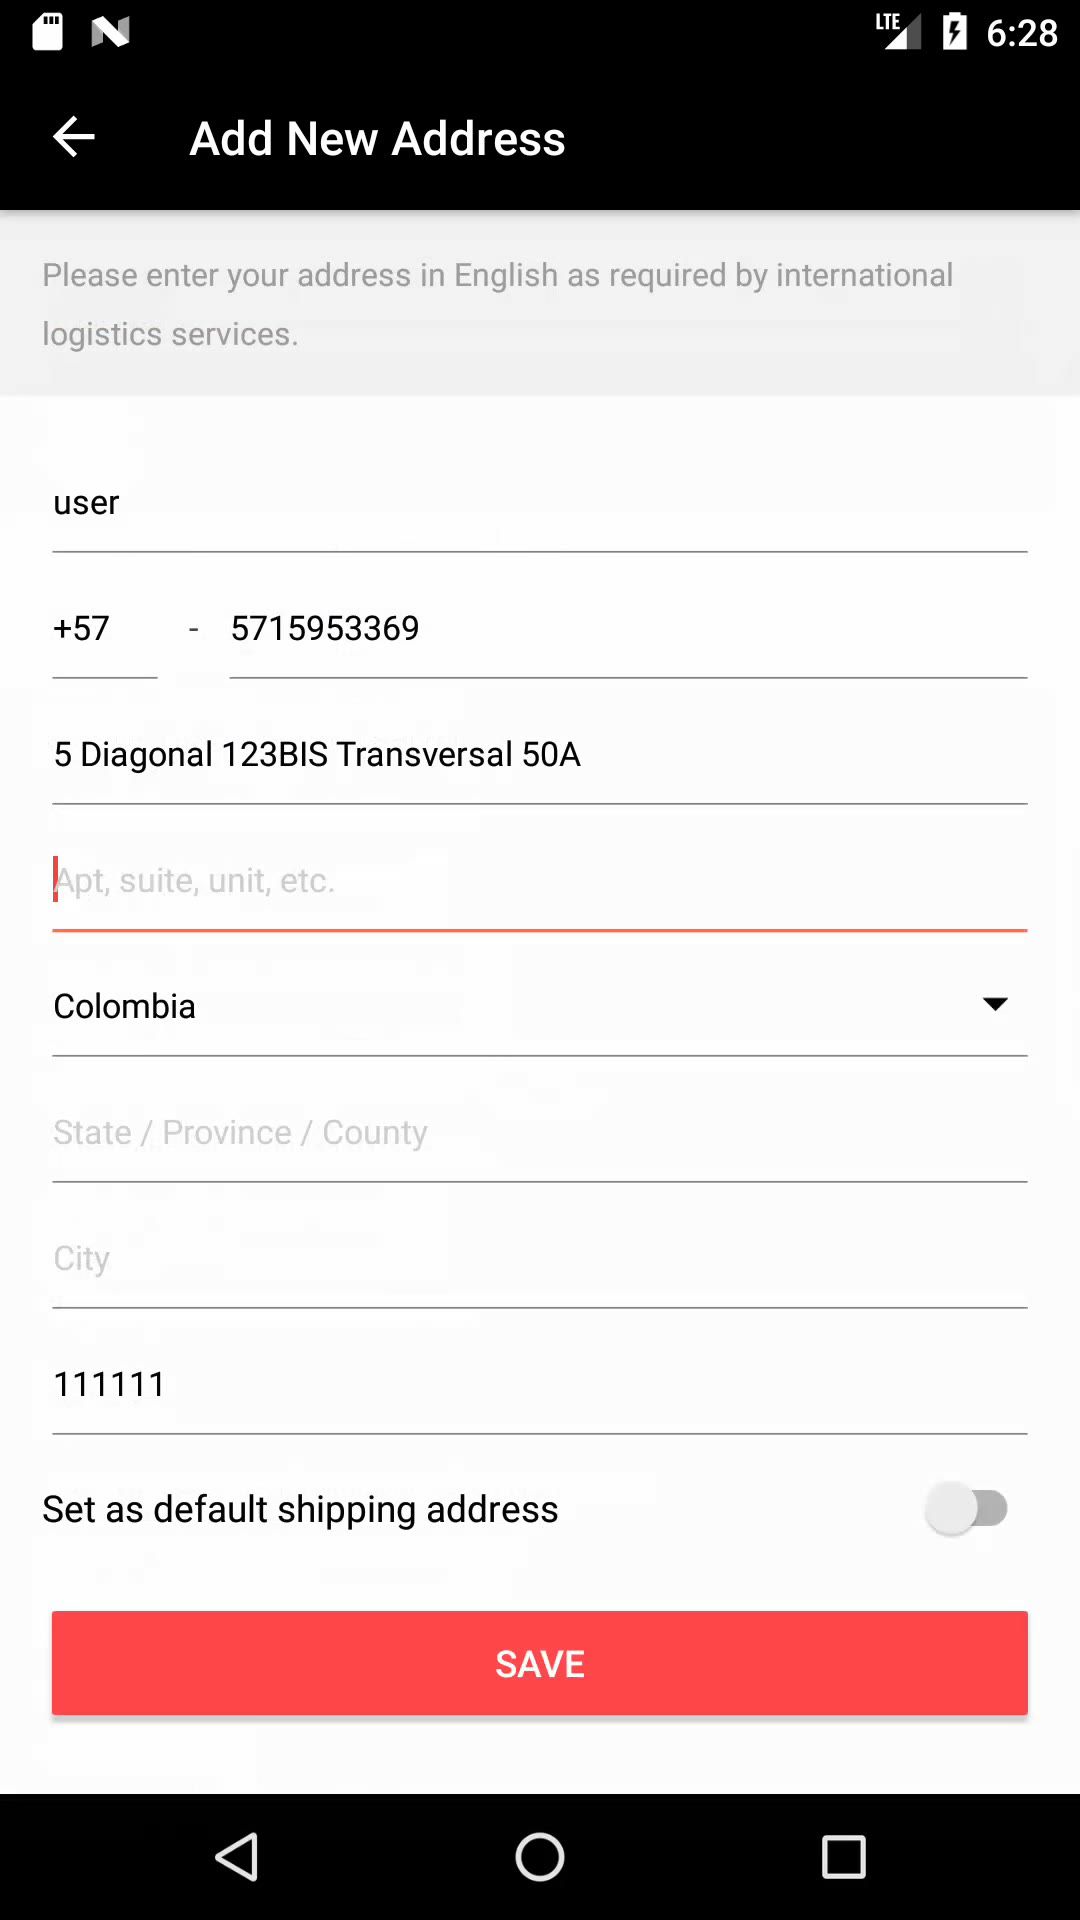 LTE 6:28
Add New Address
Please enter your address in English as required by international
logistics services.
user
+57 - 5715953369
5 Diagonal 123BIS Transversal 50A
Apt, suite, unit, etc.
Colombia
State / Province / County
City
111111
Set as default shipping address
SAVE